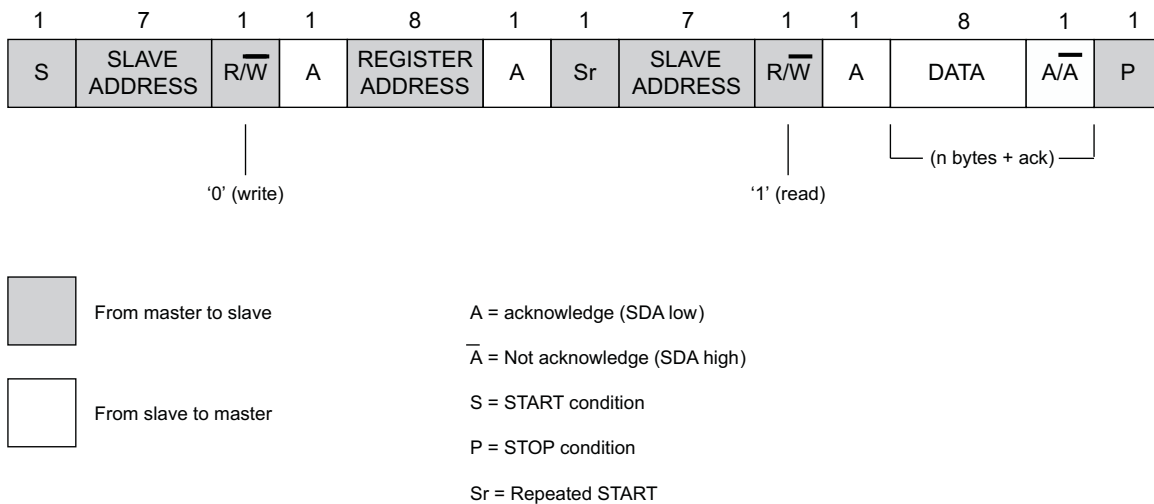 1 7 1 1 8 1 1 7 1 1 8 1 1
S SLAVE ADDRESS R/W̅ A REGISTER ADDRESS A Sr SLAVE ADDRESS R/W̅ A DATA A/A̅ P
(n bytes + ack)
‘0’ (write) ‘1’ (read)
From master to slave
From slave to master
A = acknowledge (SDA low)
A̅ = Not acknowledge (SDA high)
S = START condition
P = STOP condition
Sr = Repeated START